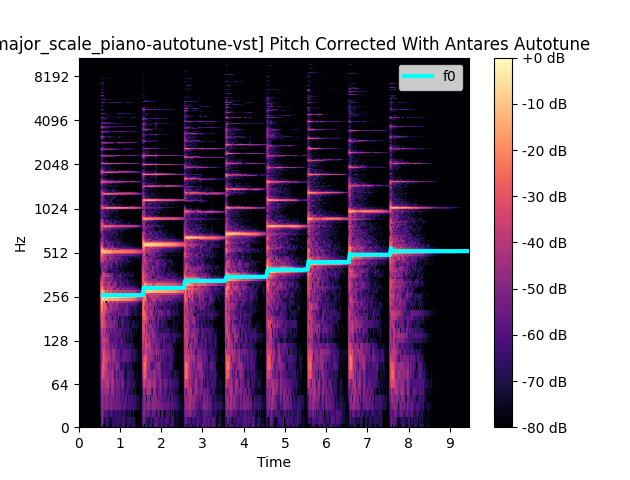 major_scale_piano-autotune-vst] Pitch Corrected With Antares Autotune
f0
8192
4096
2048
1024
512
256
128
64
0
Hz
0 1 2 3 4 5 6 7 8 9
Time
+0 dB
-10 dB
-20 dB
-30 dB
-40 dB
-50 dB
-60 dB
-70 dB
-80 dB